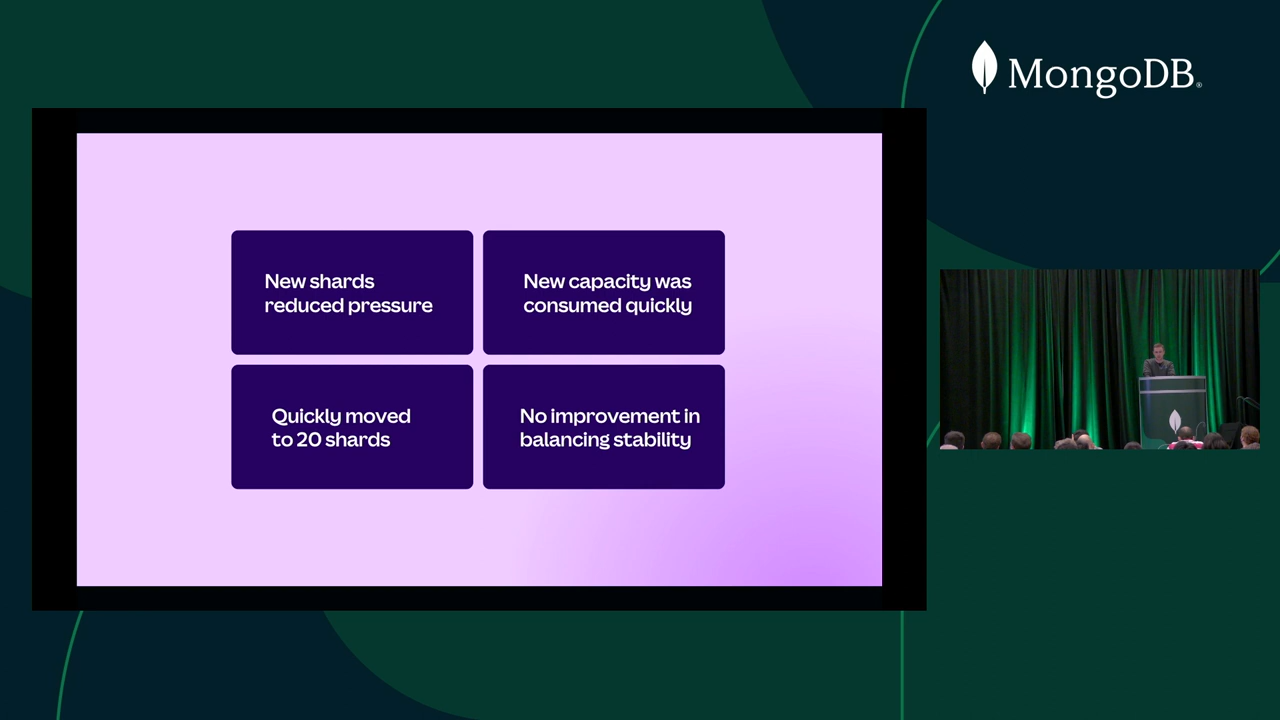 MongoDB®
New shards
reduced pressure
New capacity was
consumed quickly
Quickly moved
to 20 shards
No improvement in
balancing stability